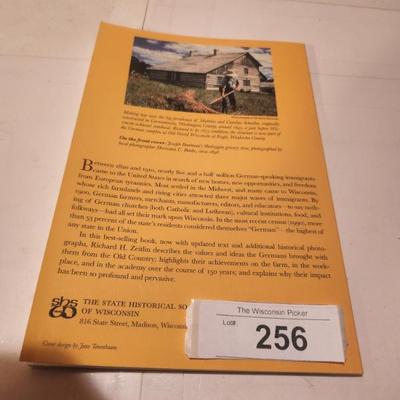 Making hay near the log farmhouse of Mathias and Caroline Schottler, originally
constructed in Germantown, Washington County around 1847, a year before Wis-
consin achieved statehood. Restored to its 1875 condition, the structure is now part of
the German complex at Old World Wisconsin at Eagle, Waukesha County.
On the front cover: Joseph Brotman's Sheboygan grocery store, photographed by
local photographer Hermann C. Benke, circa 1898.
Between 1820 and 1910, nearly five and a half million German-speaking immigrants
came to the United States in search of new homes, new opportunities, and freedom
from European tyrannies. Most settled in the Midwest, and many came to Wisconsin,
whose rich farmlands and rising cities attracted three major waves of immigrants. By
1900, German farmers, merchants, manufacturers, editors, and educators—to say noth-
ing of German churches (both Catholic and Lutheran), cultural institutions, food, and
folkways—had all set their mark upon Wisconsin. In the most recent census (1990), more
than 53 percent of the state's residents considered themselves "German"—the highest of
any state in the Union.
In this best-selling book, now with updated text and additional historical photo-
graphs, Richard H. Zeitlin describes the values and ideas the Germans brought with
them from the Old Country; highlights their achievements on the farm, in the work-
place, and in the academy over the course of 150 years; and explains why their impact
has been so profound and pervasive.
THE STATE HISTORICAL SO
OF WISCONSIN
816 State Street, Madison, Wisconsi
Cover design by Jane Tenenbaum
The Wisconsin Picker
Lot#.
256